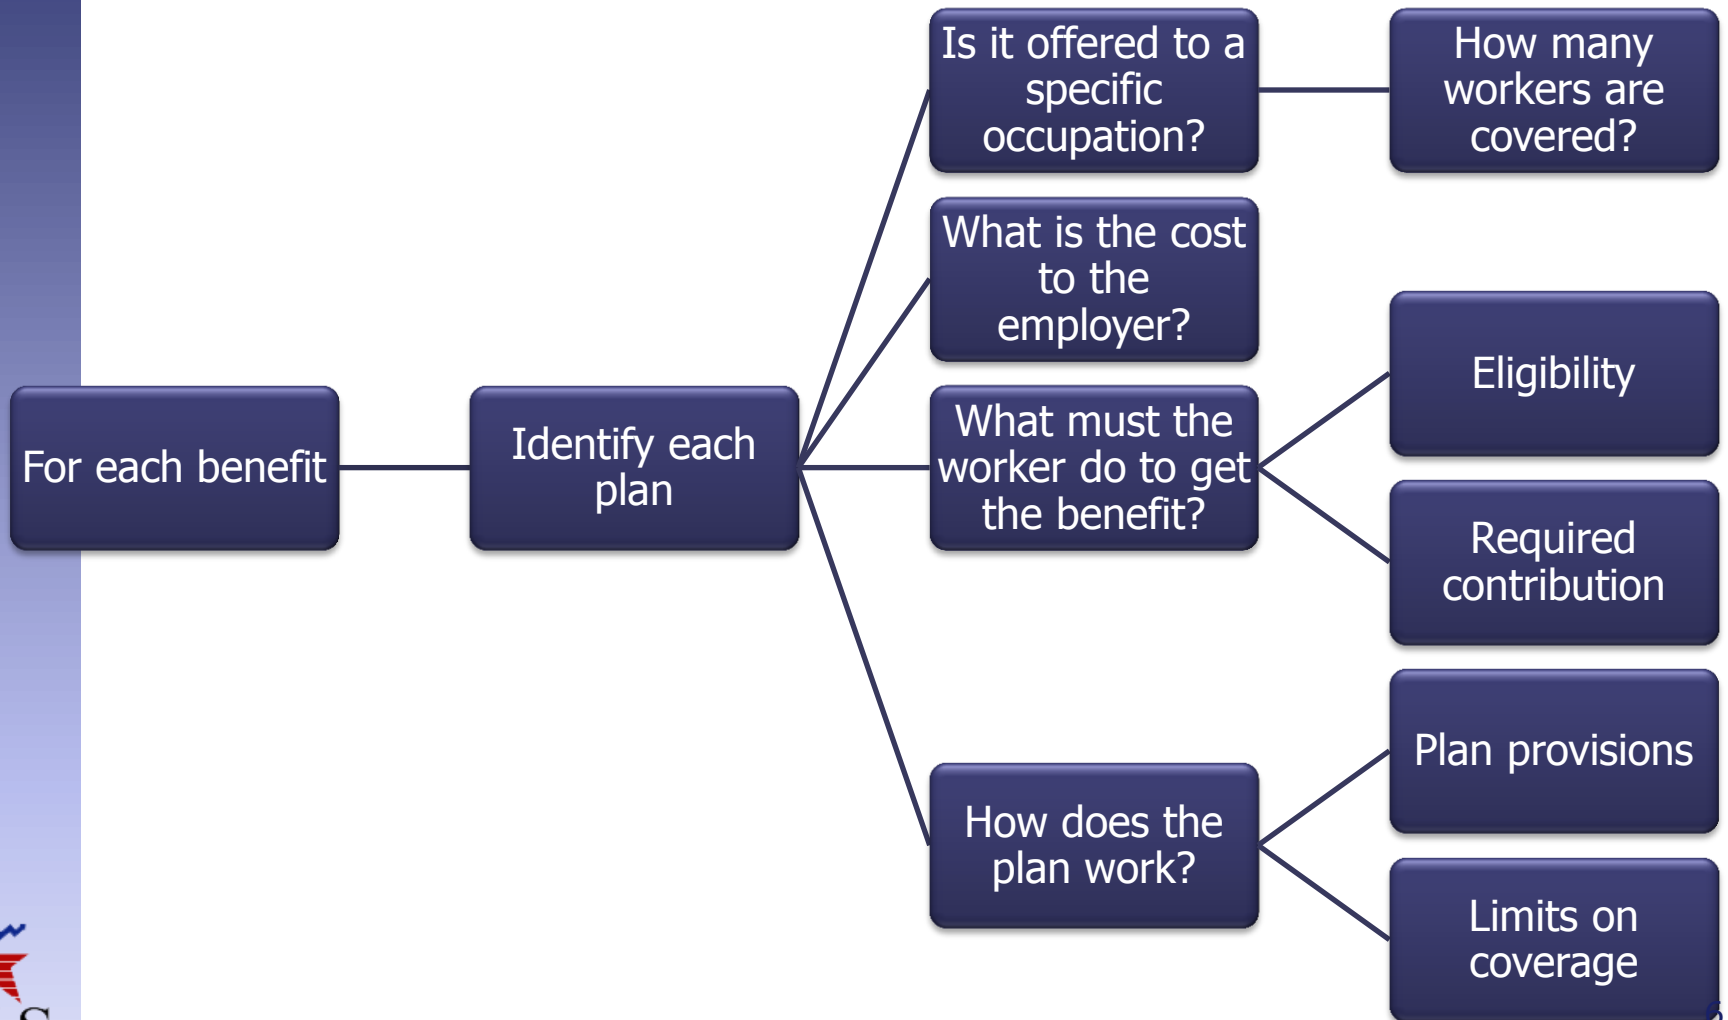 For each benefit
Identify each
plan
Is it offered to a
specific
occupation?
How many
workers are
covered?
What is the cost
to the
employer?
What must the
worker do to get
the benefit?
Eligibility
Required
contribution
How does the
plan work?
Plan provisions
Limits on
coverage
S
6